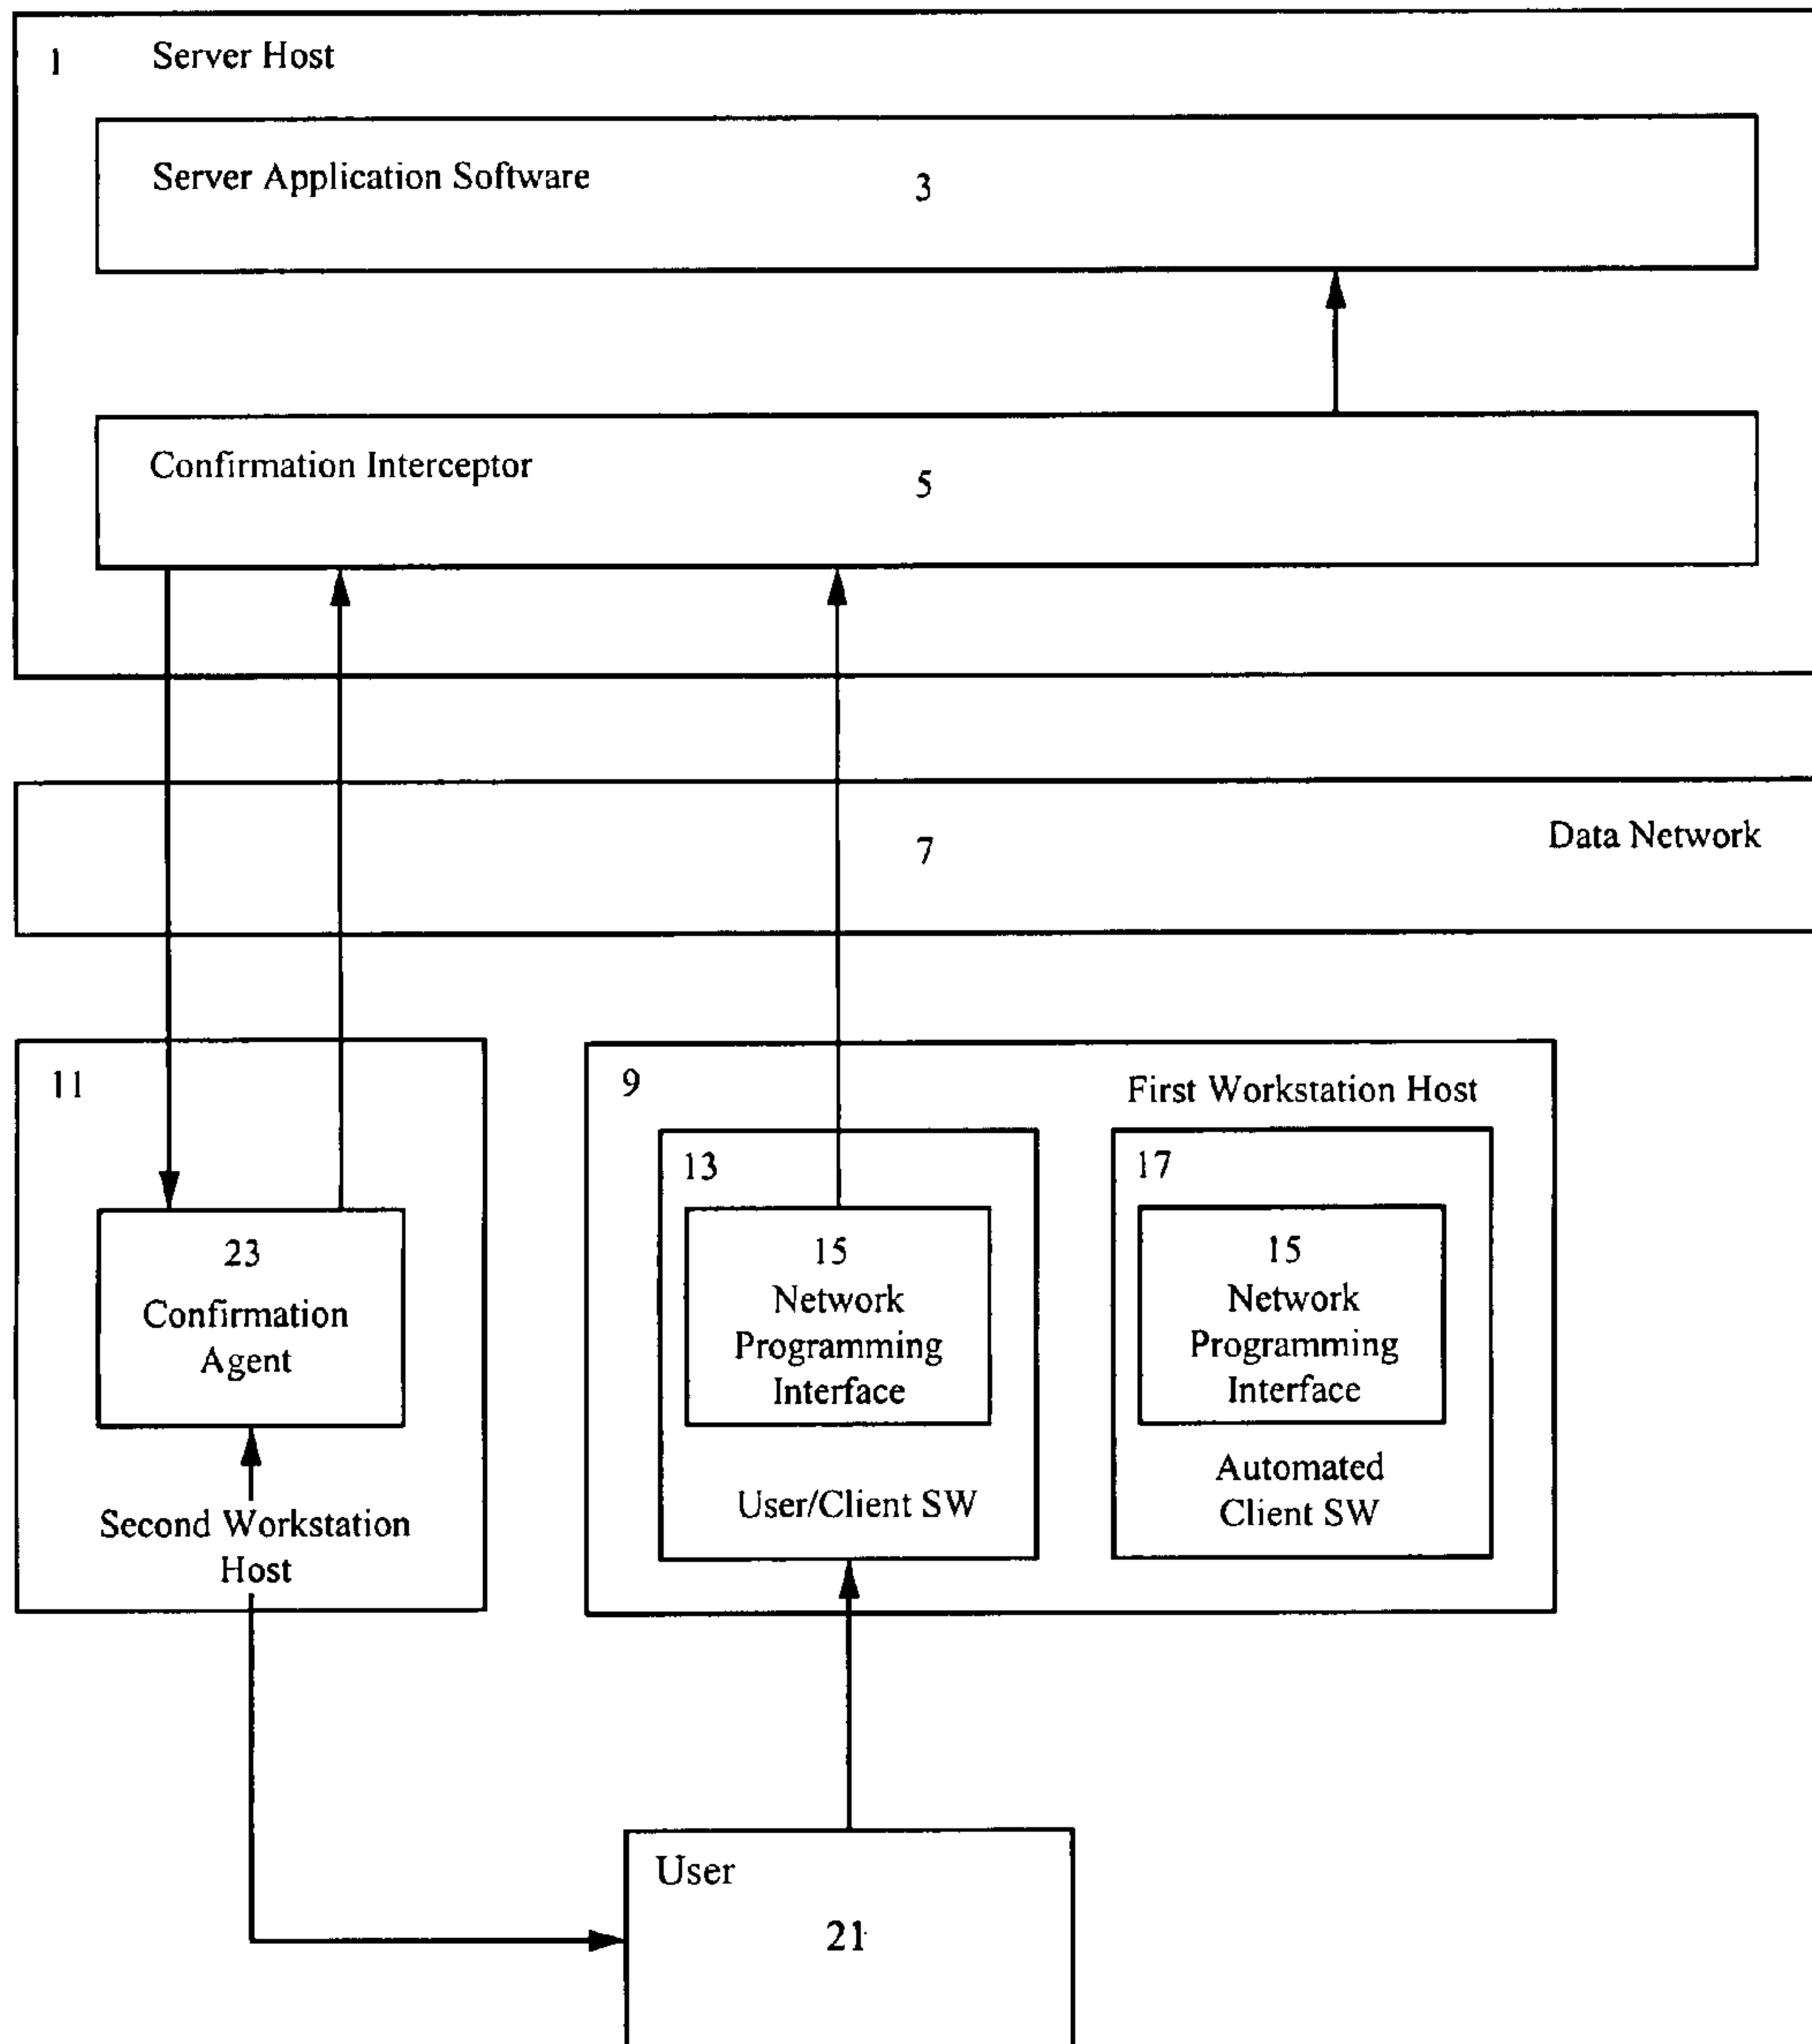 1 Server Host
Server Application Software
3
Confirmation Interceptor
5
7
Data Network
11
9
First Workstation Host
13
17
23
Confirmation
Agent
15
Network
Programming
Interface
15
Network
Programming
Interface
User/Client SW
Automated
Client SW
Second Workstation
Host
User
21